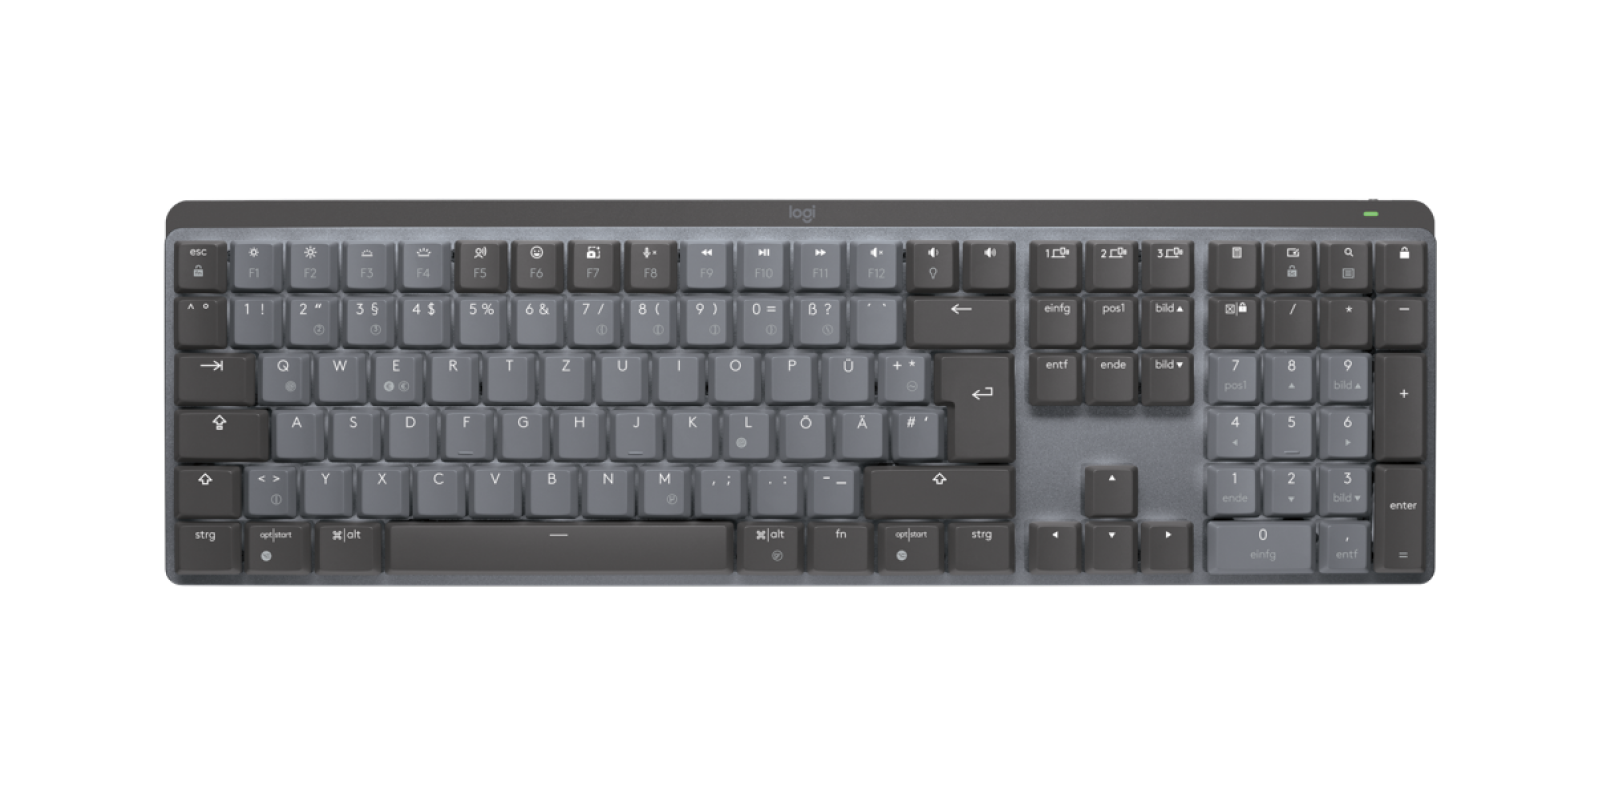 logi
esc F1 F2 F3 F4 F5 F6 F7 F8 F9 F10 F11 F12 1 2 3
^ ° 1 ! 2 “ 3 § 4 $ 5 % 6 & 7 / 8 ( 9 ) 0 = ß ? ´ ` ← einfg pos1 bild▲ / * −
Q W E R T Z U I O P Ü + * entf ende bild▼ 7 pos1 8 ▲ 9 bild▲ +
A S D F G H J K L Ö Ä # ' 4 ◄ 5 6 ►
< > Y X C V B N M , ; . : - _ ▲ 1 ende 2 ▼ 3 bild▼ enter =
strg opt|start ⌘|alt ⌘|alt fn opt|start strg ◄ ▼ ► 0 einfg , entf